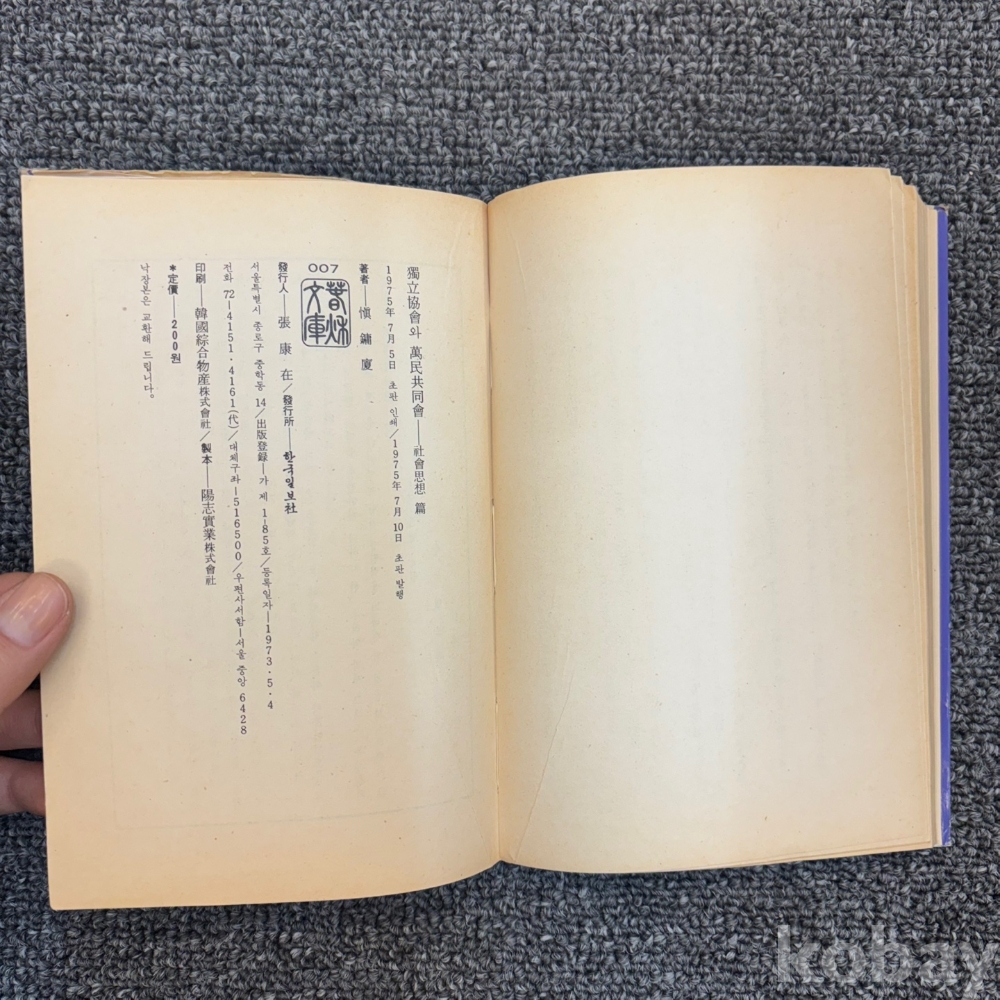 獨立協會와 萬民共同會──社會思想 篇
1975年 7月 5日 초판 인쇄/1975年 7月 10日 초판 발행
著者──愼鏞廈
007
春秋文庫
發行人──張康在/發行所──한국일보社
서울특별시 종로구 중학동 14/出版登錄─가 제 1-85호/등록일자─1973·5·4
전화 72-4151·4161(代)/대체구좌─516500/우편사서함─서울 중앙 6428
印刷──韓國綜合物産株式會社/製本──陽志實業株式會社
*定價──200원
낙장본은 교환해 드립니다。
kobay